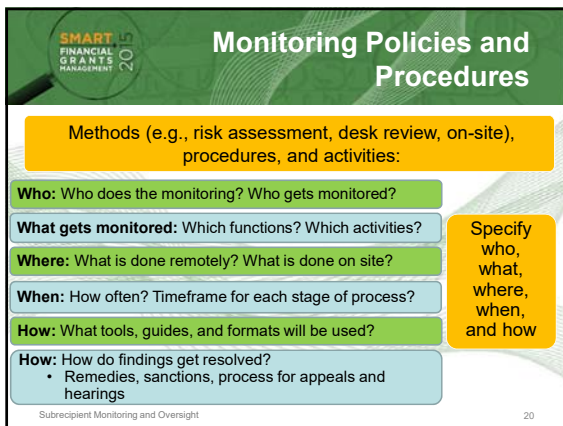 SMART
FINANCIAL
GRANTS
MANAGEMENT
2015
Monitoring Policies and
Procedures
Methods (e.g., risk assessment, desk review, on-site),
procedures, and activities:
Who: Who does the monitoring? Who gets monitored?
What gets monitored: Which functions? Which activities?
Where: What is done remotely? What is done on site?
When: How often? Timeframe for each stage of process?
How: What tools, guides, and formats will be used?
How: How do findings get resolved?
• Remedies, sanctions, process for appeals and
hearings
Specify
who,
what,
where,
when,
and how
Subrecipient Monitoring and Oversight
20